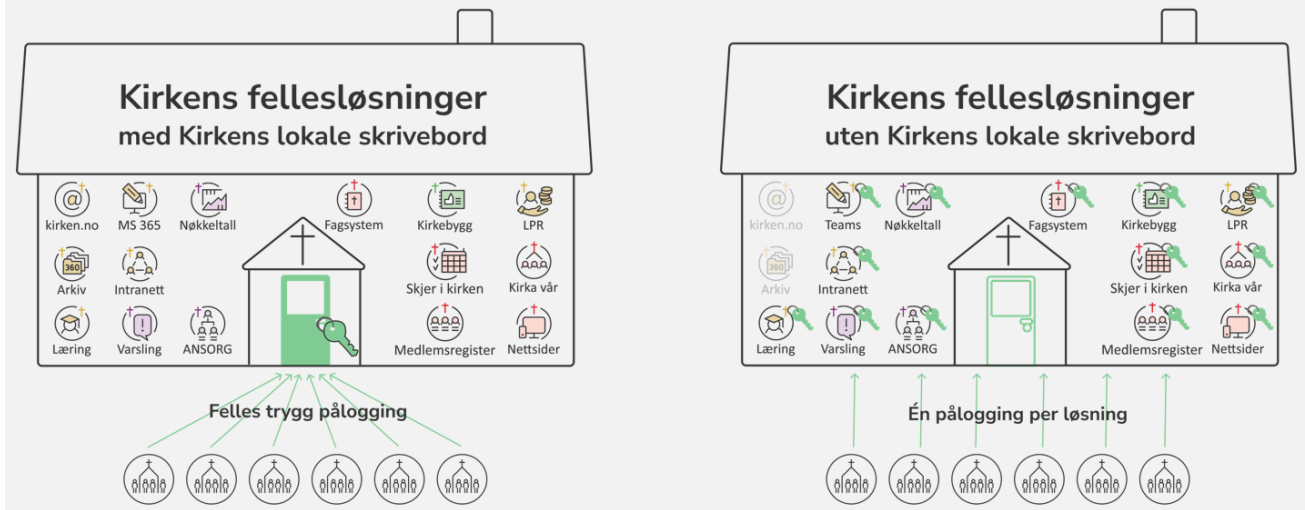 Kirkens fellesløsninger
med Kirkens lokale skrivebord
@
kirken.no
MS 365
Nøkkeltall
Fagsystem
Kirkebygg
LPR
360
Arkiv
Intranett
Skjer i kirken
Kirka vår
Læring
Varsling
ANSORG
Medlemsregister
Nettsider
Felles trygg pålogging
Kirkens fellesløsninger
uten Kirkens lokale skrivebord
@
kirken.no
Teams
Nøkkeltall
Fagsystem
Kirkebygg
LPR
360
Arkiv
Intranett
Skjer i kirken
Kirka vår
Læring
Varsling
ANSORG
Medlemsregister
Nettsider
Én pålogging per løsning